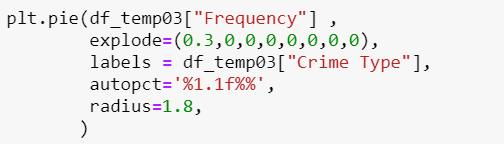 plt.pie(df_temp03["Frequency"] ,
explode=(0.3,0,0,0,0,0,0,0),
labels = df_temp03["Crime Type"],
autopct='%1.1f%%',
radius=1.8,
)